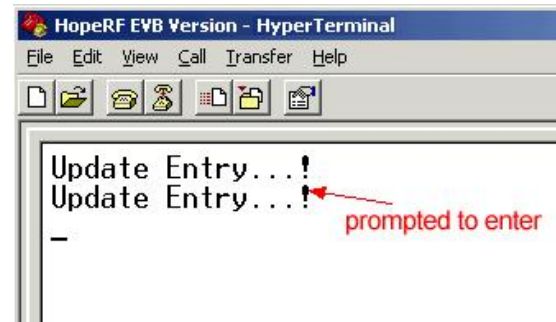 HopeRF EVB Version - HyperTerminal
File Edit View Call Transfer Help
Update Entry...!
Update Entry...!
prompted to enter